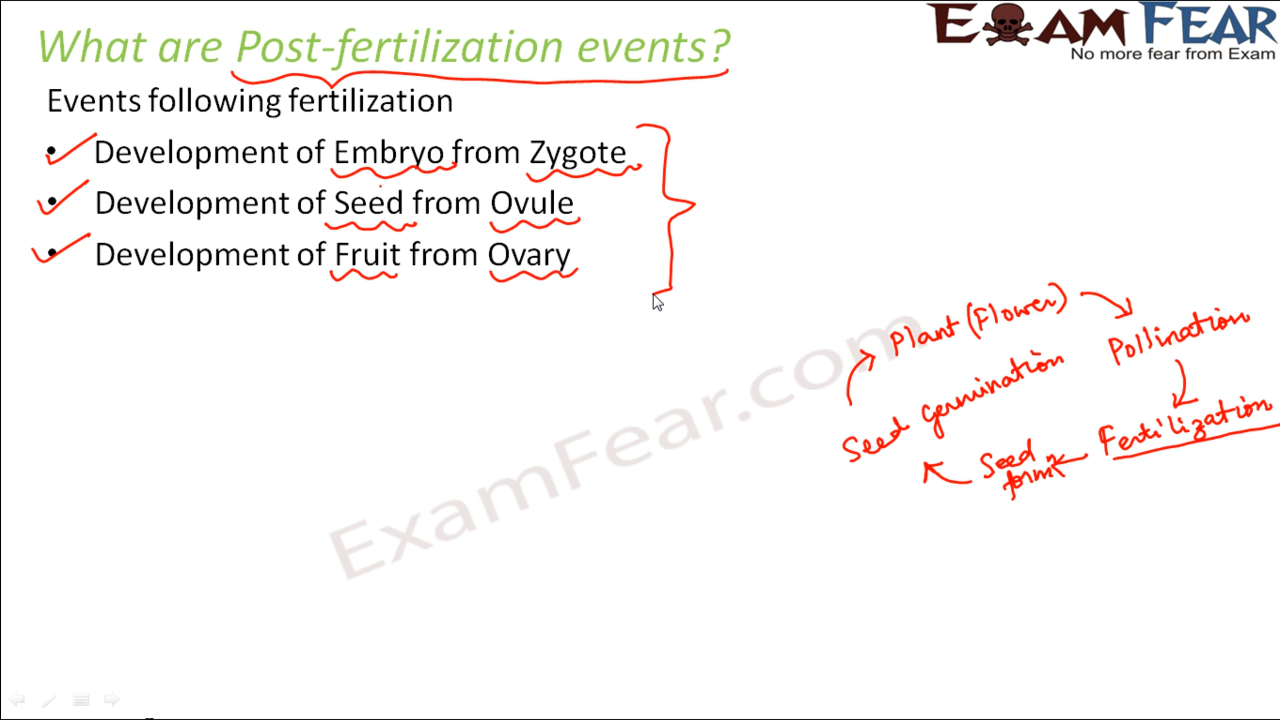 What are Post-fertilization events?
EXAM FEAR
No more fear from Exam
Events following fertilization
• Development of Embryo from Zygote
• Development of Seed from Ovule
• Development of Fruit from Ovary
Plant (Flower)
Pollination
Seed germination
Fertilization
Seed
form
ExamFear.com